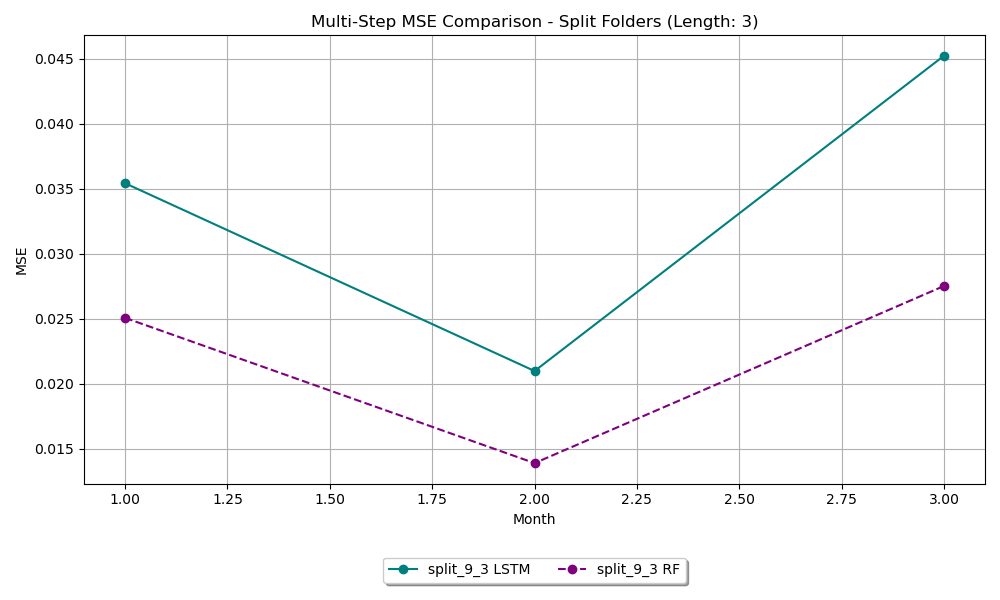 Multi-Step MSE Comparison - Split Folders (Length: 3)
0.045
0.040
0.035
0.030
0.025
0.020
0.015
MSE
1.00 1.25 1.50 1.75 2.00 2.25 2.50 2.75 3.00
Month
split_9_3 LSTM split_9_3 RF